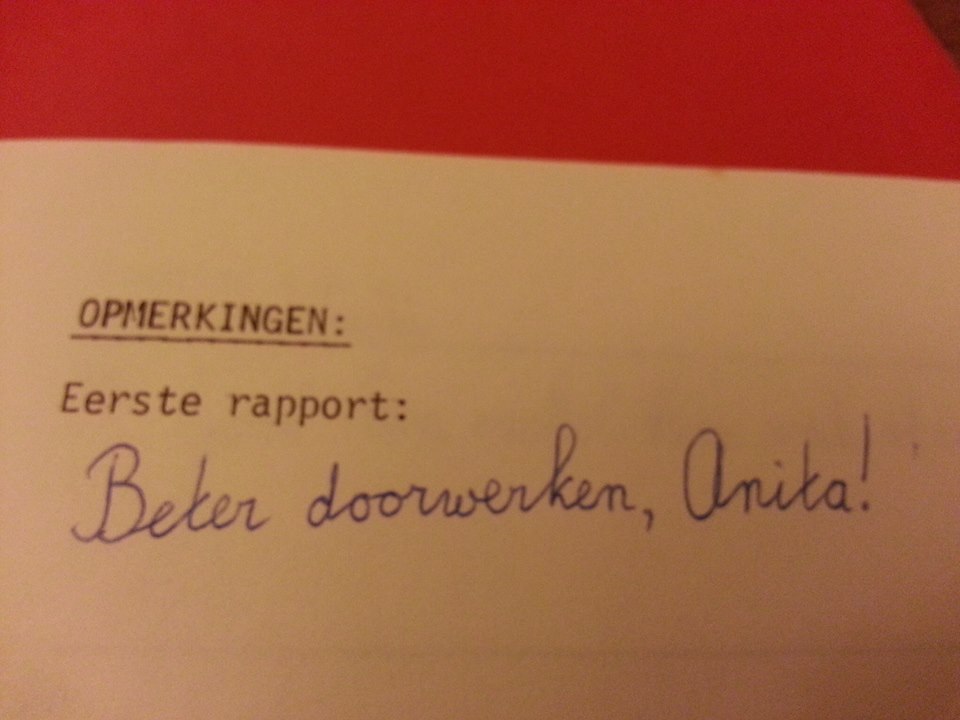 OPMERKINGEN:
Eerste rapport:
Beter doorwerken, Anita!